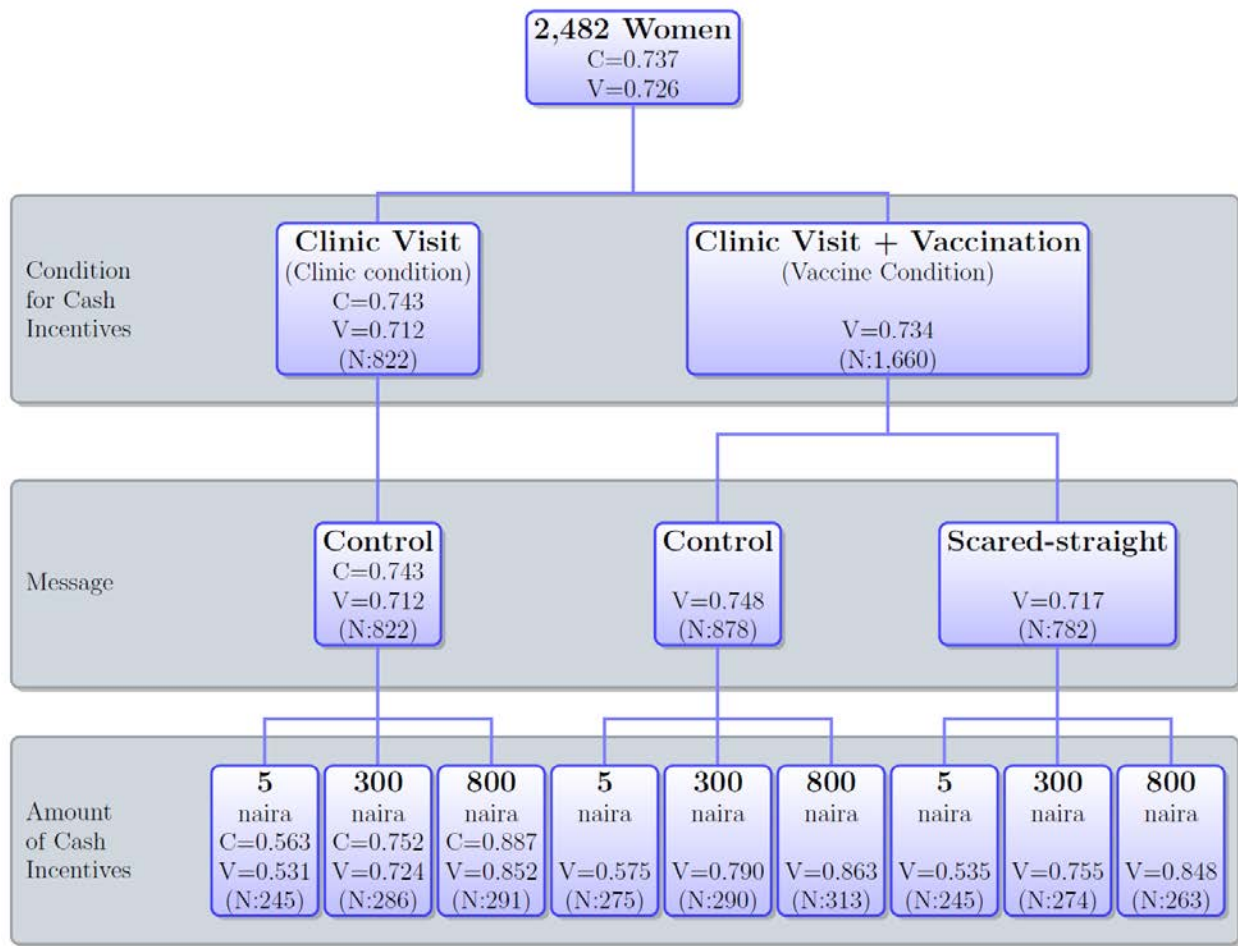 2,482 Women
C=0.737
V=0.726
Condition
for Cash
Incentives
Clinic Visit
(Clinic condition)
C=0.743
V=0.712
(N:822)
Clinic Visit + Vaccination
(Vaccine Condition)
V=0.734
(N:1,660)
Message
Control
C=0.743
V=0.712
(N:822)
Control
V=0.748
(N:878)
Scared-straight
V=0.717
(N:782)
Amount
of Cash
Incentives
5
naira
C=0.563
V=0.531
(N:245)
300
naira
C=0.752
V=0.724
(N:286)
800
naira
C=0.887
V=0.852
(N:291)
5
naira
V=0.575
(N:275)
300
naira
V=0.790
(N:290)
800
naira
V=0.863
(N:313)
5
naira
V=0.535
(N:245)
300
naira
V=0.755
(N:274)
800
naira
V=0.848
(N:263)